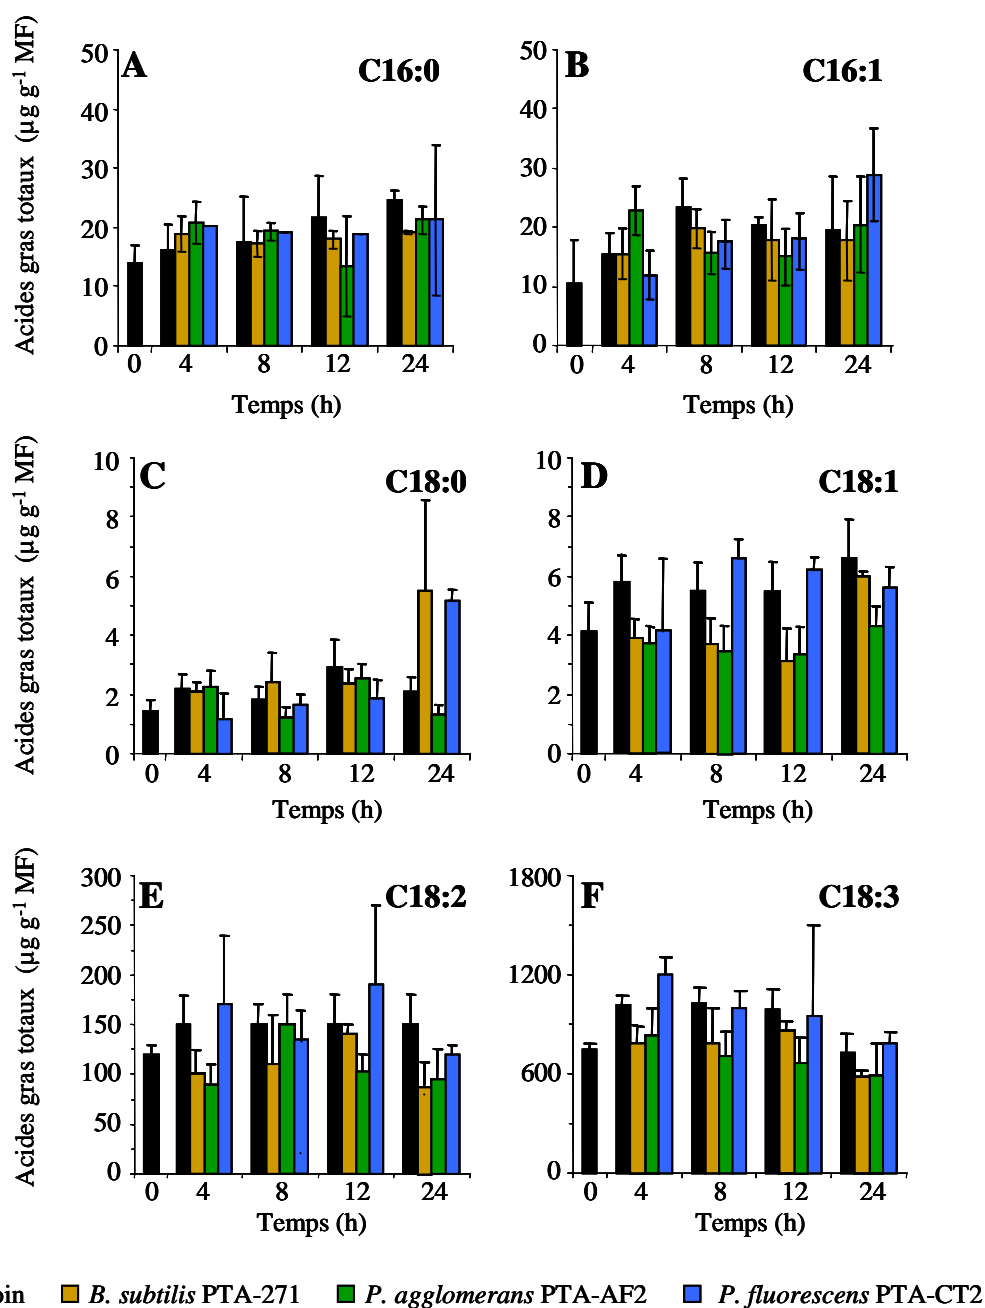 A C16:0
Acides gras totaux (µg g-1 MF)
50
40
30
20
10
0
0 4 8 12 24
Temps (h)
B C16:1
50
40
30
20
10
0
0 4 8 12 24
Temps (h)
C C18:0
Acides gras totaux (µg g-1 MF)
10
8
6
4
2
0
0 4 8 12 24
Temps (h)
D C18:1
10
8
6
4
2
0
0 4 8 12 24
Temps (h)
E C18:2
Acides gras totaux (µg g-1 MF)
300
250
200
150
100
50
0
0 4 8 12 24
Temps (h)
F C18:3
1800
1200
600
0
0 4 8 12 24
Temps (h)
B. subtilis PTA-271 P. agglomerans PTA-AF2 P. fluorescens PTA-CT2